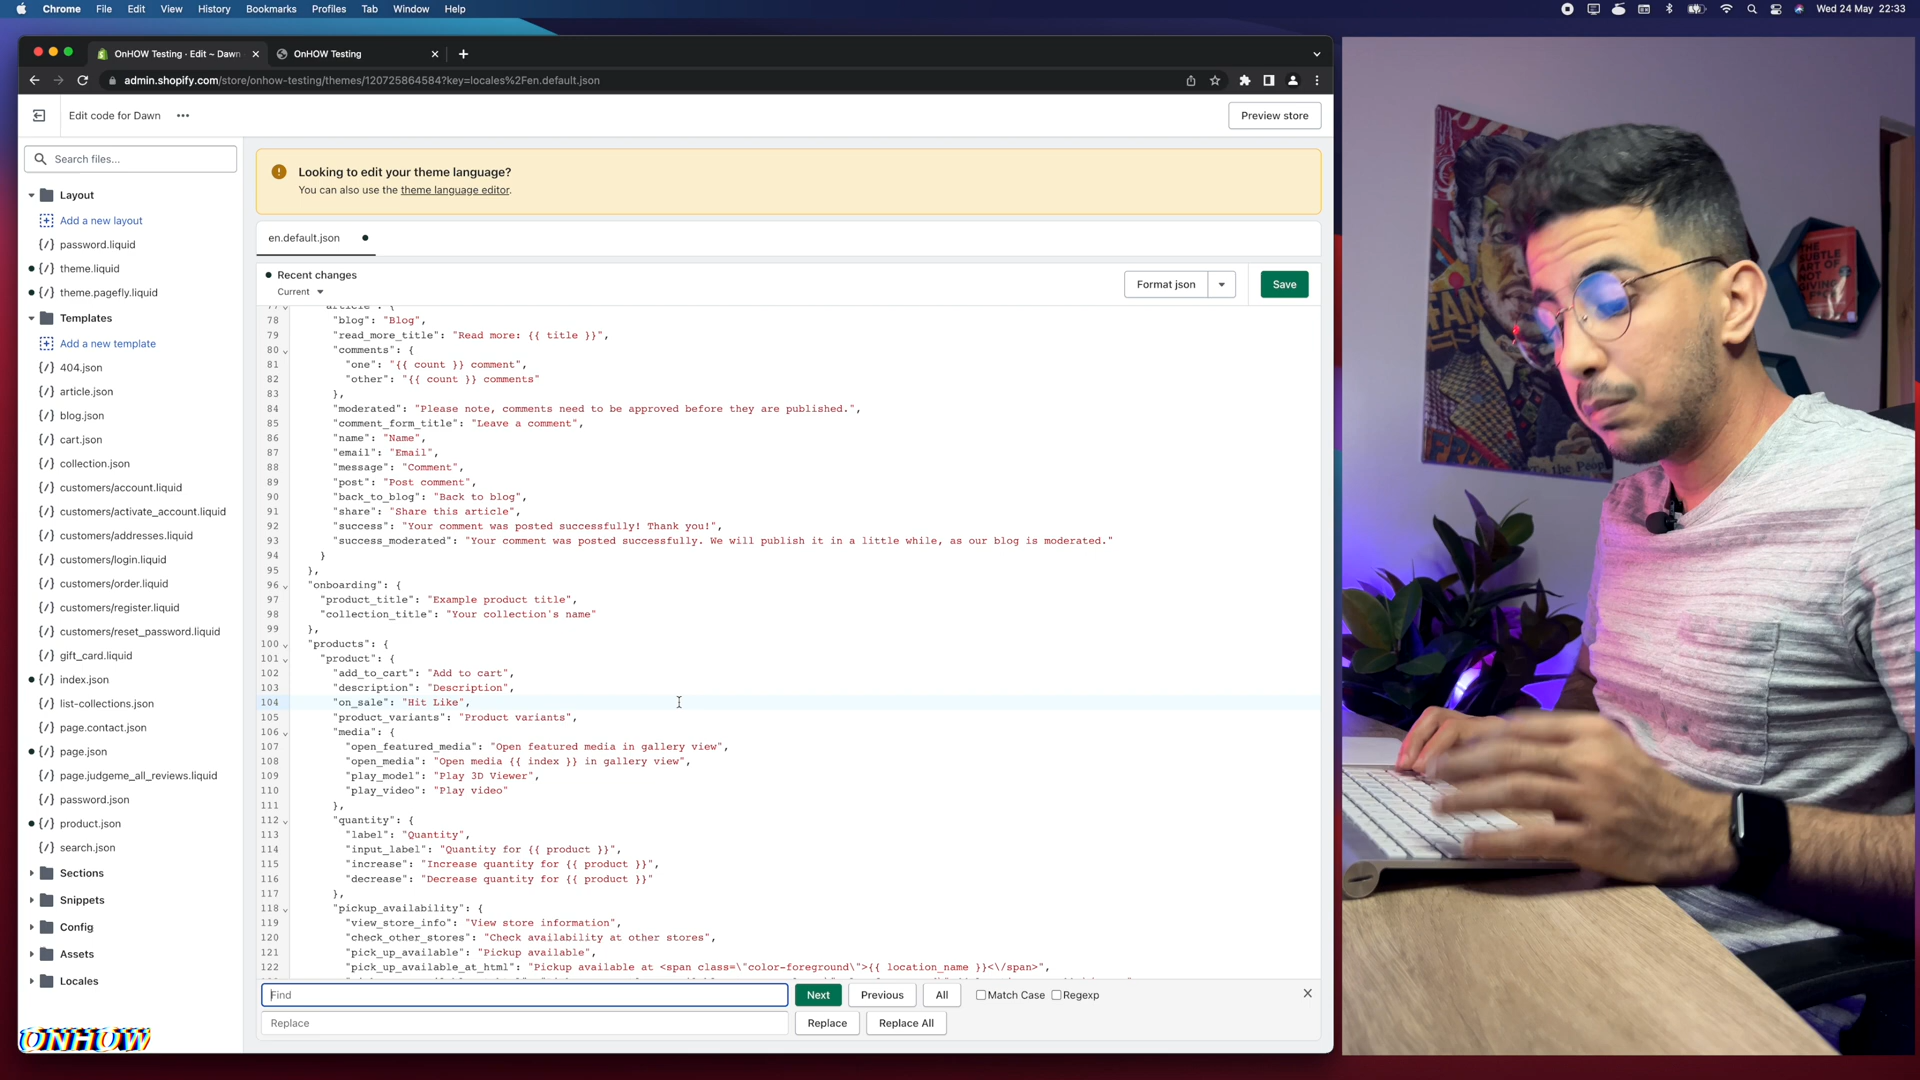 Chrome File Edit View History Bookmarks Profiles Tab Window Help Wed 24 May 22:33
OnHOW Testing · Edit ~ Dawn OnHOW Testing
admin.shopify.com/store/onhow-testing/themes/120725864584?key=locales%2Fen.default.json
Edit code for Dawn ••• Preview store
Search files...
Layout
Add a new layout
{/} password.liquid
{/} theme.liquid
{/} theme.pagefly.liquid
Templates
Add a new template
{/} 404.json
{/} article.json
{/} blog.json
{/} cart.json
{/} collection.json
{/} customers/account.liquid
{/} customers/activate_account.liquid
{/} customers/addresses.liquid
{/} customers/login.liquid
{/} customers/order.liquid
{/} customers/register.liquid
{/} customers/reset_password.liquid
{/} gift_card.liquid
{/} index.json
{/} list-collections.json
{/} page.contact.json
{/} page.json
{/} page.judgeme_all_reviews.liquid
{/} password.json
{/} product.json
{/} search.json
Sections
Snippets
Config
Assets
Locales
ONHOW
Looking to edit your theme language?
You can also use the theme language editor.
en.default.json
Recent changes
Current
Format json Save
78 "blog": "Blog",
79 "read_more_title": "Read more: {{ title }}",
80 "comments": {
81 "one": "{{ count }} comment",
82 "other": "{{ count }} comments"
83 },
84 "moderated": "Please note, comments need to be approved before they are published.",
85 "comment_form_title": "Leave a comment",
86 "name": "Name",
87 "email": "Email",
88 "message": "Comment",
89 "post": "Post comment",
90 "back_to_blog": "Back to blog",
91 "share": "Share this article",
92 "success": "Your comment was posted successfully! Thank you!",
93 "success_moderated": "Your comment was posted successfully. We will publish it in a little while, as our blog is moderated."
94 }
95 },
96 "onboarding": {
97 "product_title": "Example product title",
98 "collection_title": "Your collection's name"
99 },
100 "products": {
101 "product": {
102 "add_to_cart": "Add to cart",
103 "description": "Description",
104 "on_sale": "Hit Like",
105 "product_variants": "Product variants",
106 "media": {
107 "open_featured_media": "Open featured media in gallery view",
108 "open_media": "Open media {{ index }} in gallery view",
109 "play_model": "Play 3D Viewer",
110 "play_video": "Play video"
111 },
112 "quantity": {
113 "label": "Quantity",
114 "input_label": "Quantity for {{ product }}",
115 "increase": "Increase quantity for {{ product }}",
116 "decrease": "Decrease quantity for {{ product }}"
117 },
118 "pickup_availability": {
119 "view_store_info": "View store information",
120 "check_other_stores": "Check availability at other stores",
121 "pick_up_available": "Pickup available",
122 "pick_up_available_at_html": "Pickup available at <span class=\"color-foreground\">{{ location_name }}<\/span>",
Find Next Previous All Match Case Regexp
Replace Replace Replace All
THE
SUBTLE
ART OF
NOT
GIVING
to the People